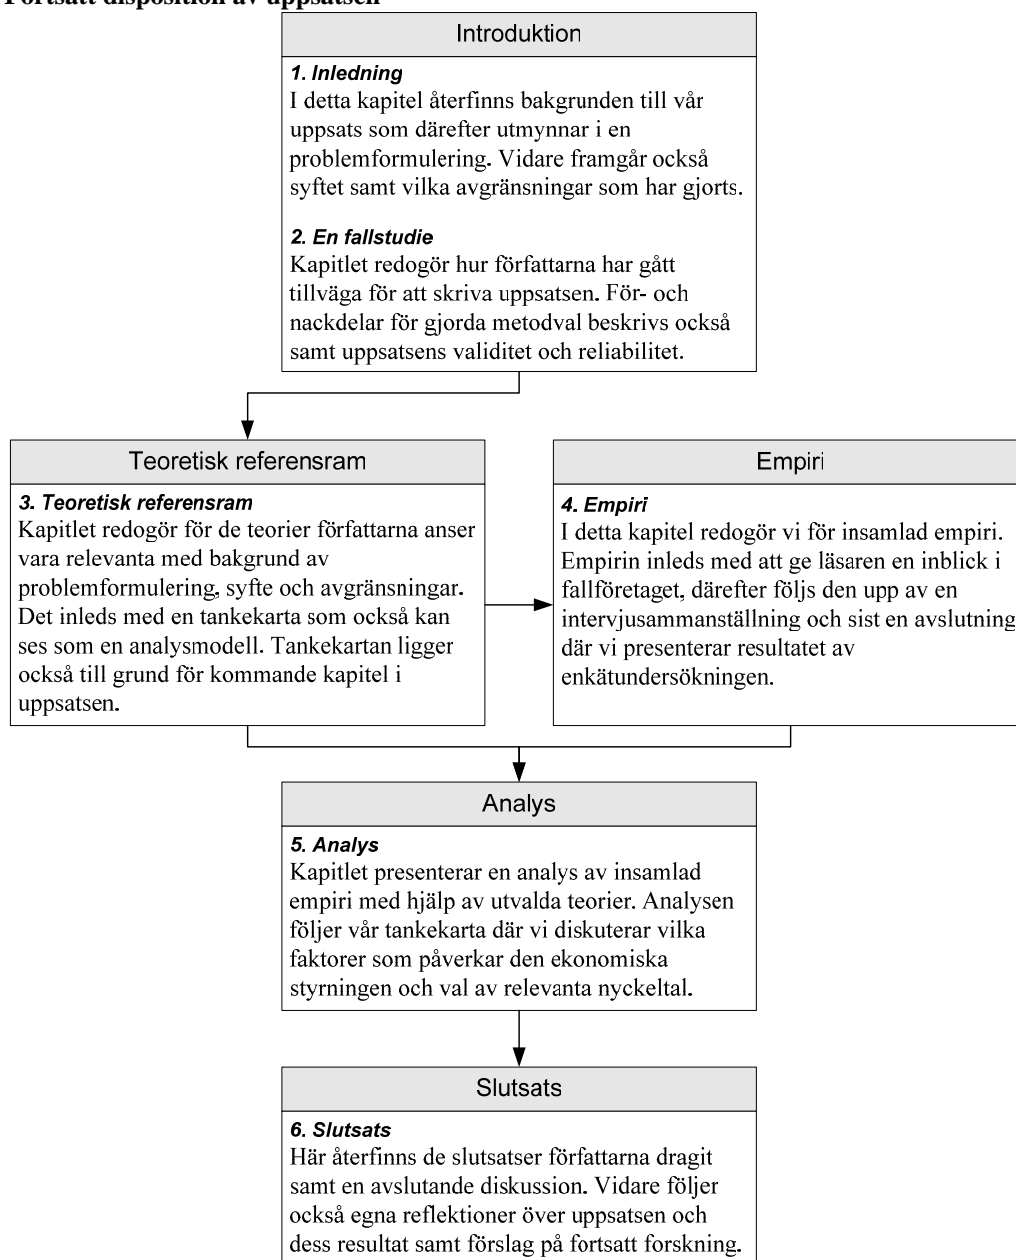 Fortsatt disposition av uppsatsen
Introduktion
1. Inledning
I detta kapitel återfinns bakgrunden till vår
uppsats som därefter utmynnar i en
problemformulering. Vidare framgår också
syftet samt vilka avgränsningar som har gjorts.
2. En fallstudie
Kapitlet redogör hur författarna har gått
tillväga för att skriva uppsatsen. För- och
nackdelar för gjorda metodval beskrivs också
samt uppsatsens validitet och reliabilitet.
Teoretisk referensram
3. Teoretisk referensram
Kapitlet redogör för de teorier författarna anser
vara relevanta med bakgrund av
problemformulering, syfte och avgränsningar.
Det inleds med en tankekarta som också kan
ses som en analysmodell. Tankekartan ligger
också till grund för kommande kapitel i
uppsatsen.
Empiri
4. Empiri
I detta kapitel redogör vi för insamlad empiri.
Empirin inleds med att ge läsaren en inblick i
fallföretaget, därefter följs den upp av en
intervjusammanställning och sist en avslutning
där vi presenterar resultatet av
enkätundersökningen.
Analys
5. Analys
Kapitlet presenterar en analys av insamlad
empiri med hjälp av utvalda teorier. Analysen
följer vår tankekarta där vi diskuterar vilka
faktorer som påverkar den ekonomiska
styrningen och val av relevanta nyckeltal.
Slutsats
6. Slutsats
Här återfinns de slutsatser författarna dragit
samt en avslutande diskussion. Vidare följer
också egna reflektioner över uppsatsen och
dess resultat samt förslag på fortsatt forskning.